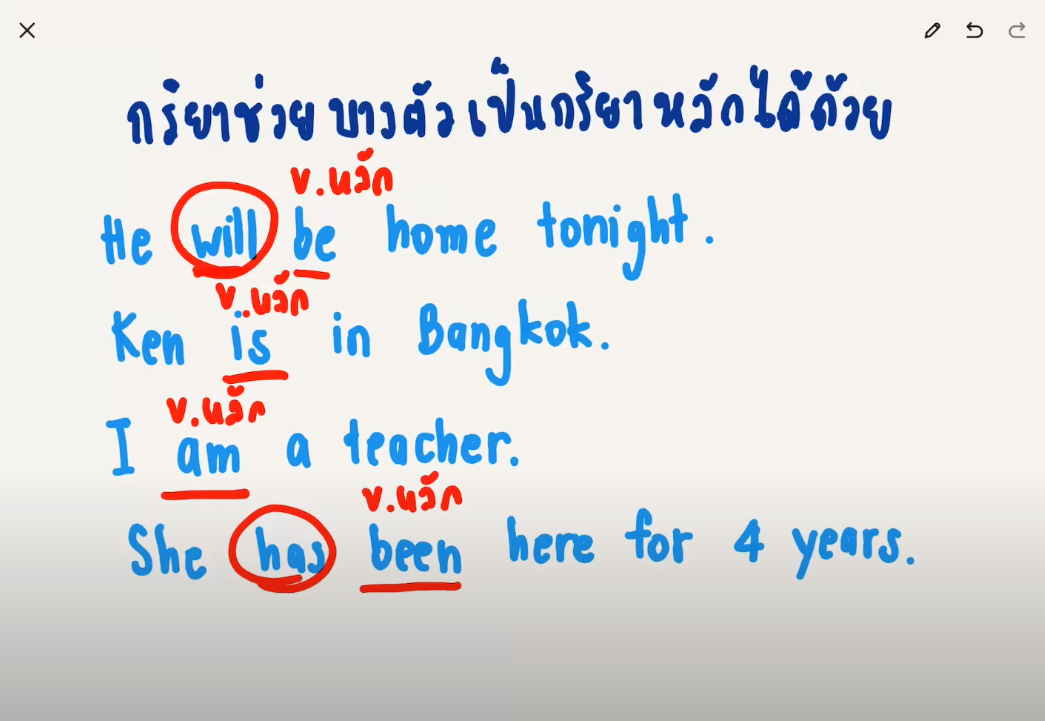 กริยาช่วย บางตัว เป็นกริยา หลักได้ด้วย
v.หลัก
He will be home tonight.
v.หลัก
Ken is in Bangkok.
v.หลัก
I am a teacher.
v.หลัก
She has been here for 4 years.